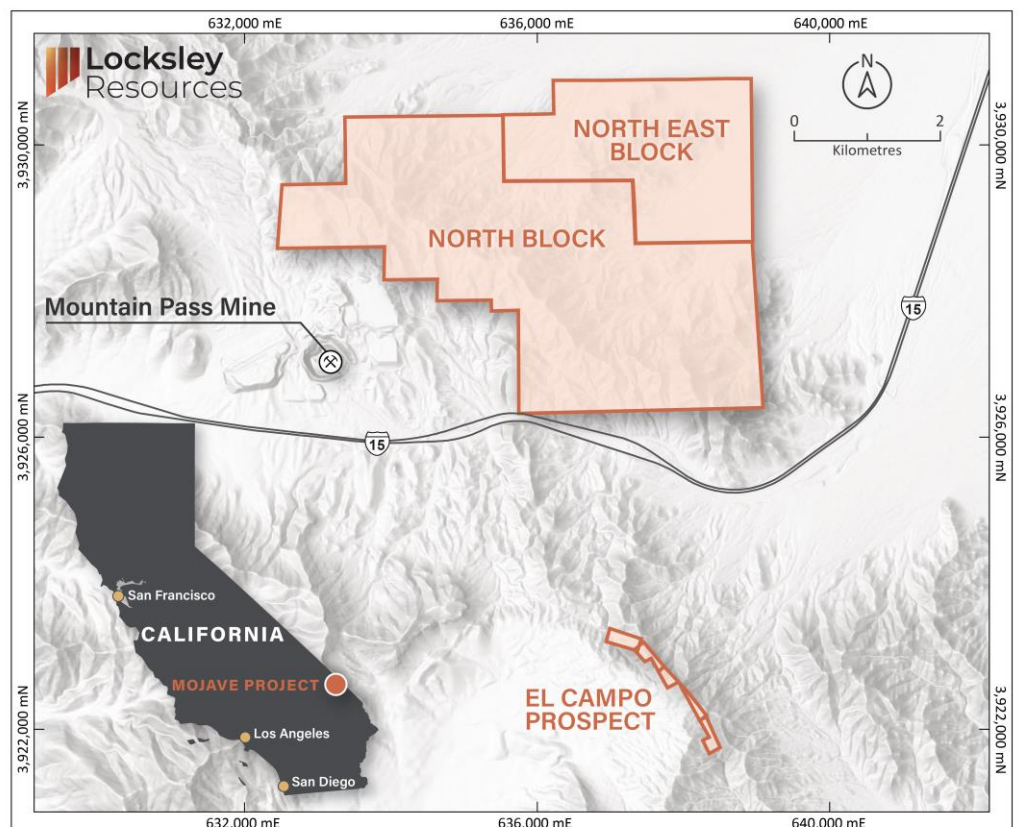 632,000 mE
636,000 mE
640,000 mE
Locksley
Resources
N
0
2
Kilometres
NORTH EAST
BLOCK
3,930,000 mN
3,930,000 mN
NORTH BLOCK
Mountain Pass Mine
15
15
3,926,000 mN
3,926,000 mN
San Francisco
CALIFORNIA
MOJAVE PROJECT
EL CAMPO
PROSPECT
Los Angeles
San Diego
3,922,000 mN
3,922,000 mN
632,000 mE
636,000 mE
640,000 mE